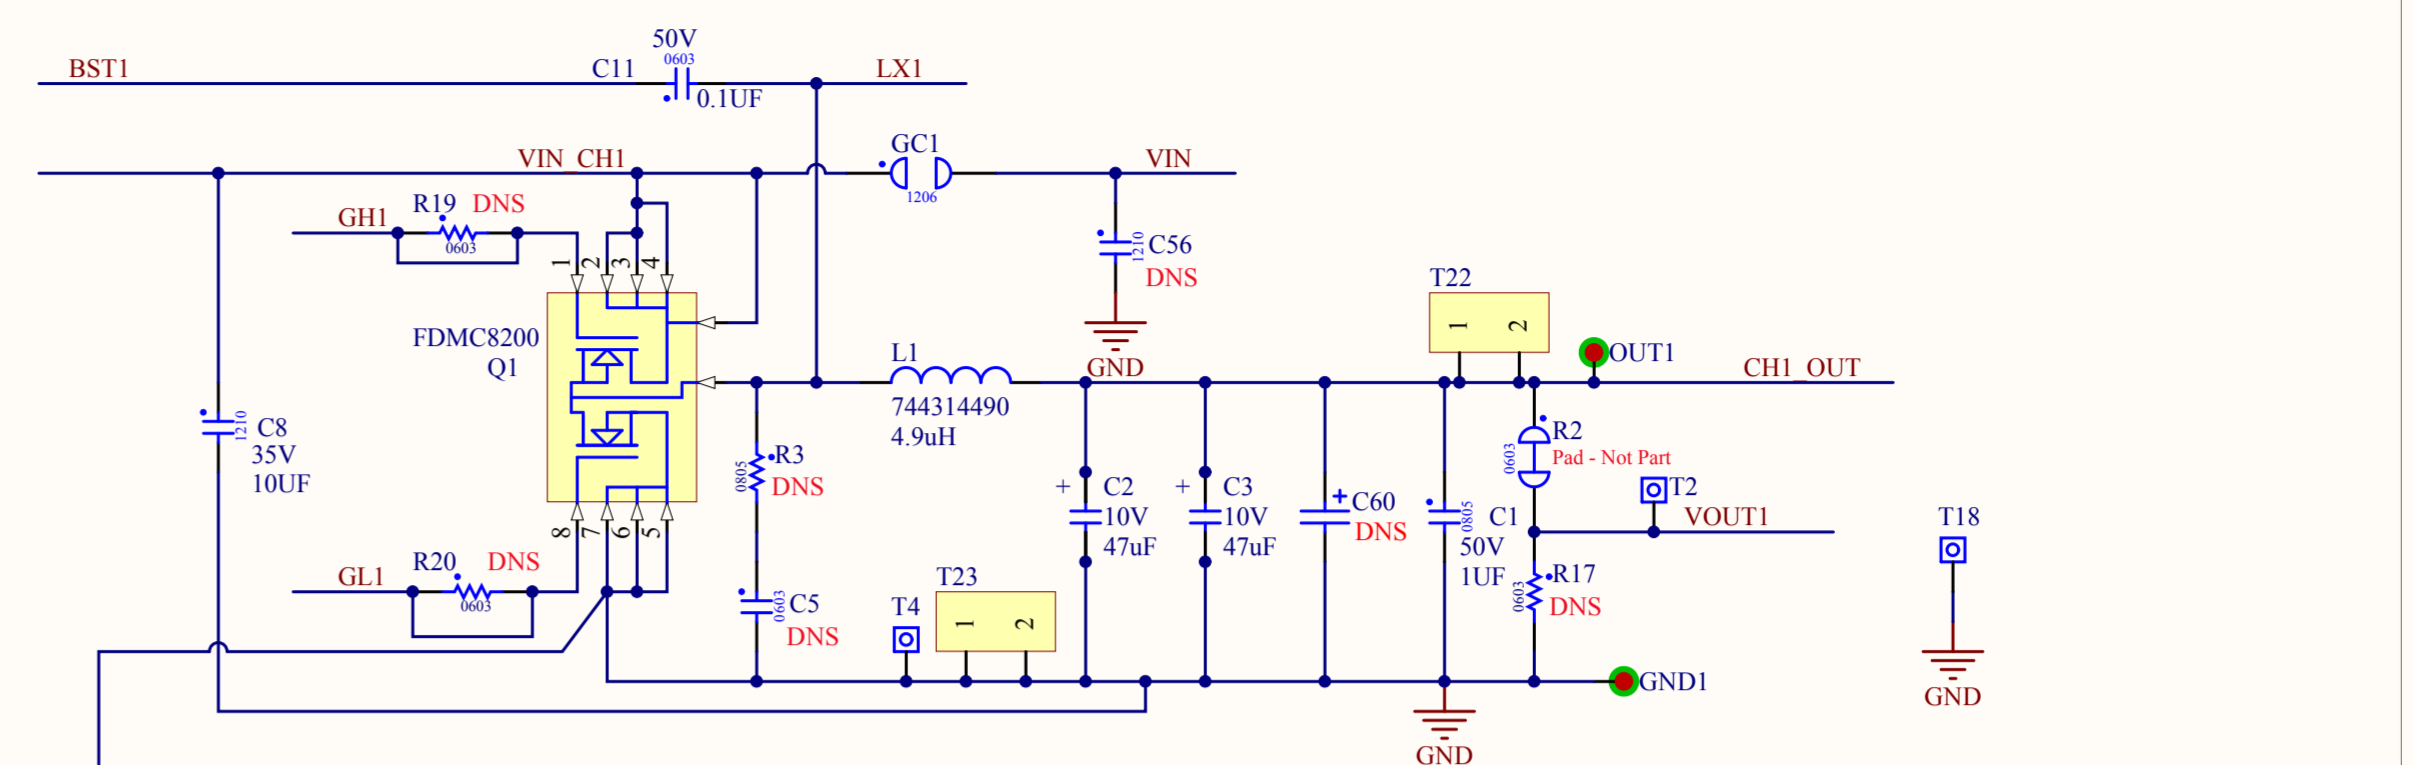 50V
0603
BST1
C11
LX1
0.1UF
GC1
VIN_CH1
VIN
1206
R19 DNS
GH1
0603
1210
C56
DNS
1
2
3
4
T22
1
2
FDMC8200
Q1
GND
OUT1
L1
CH1_OUT
744314490
4.9uH
1210
C8
35V
10UF
R3
0805
DNS
R2
0603
Pad - Not Part
+
C2
10V
47uF
+
C3
10V
47uF
+
C60
DNS
0805
C1
50V
1UF
T2
VOUT1
T18
8
7
6
5
R20 DNS
GL1
0603
T23
1
2
T4
0603
C5
DNS
R17
0603
DNS
GND1
GND
GND